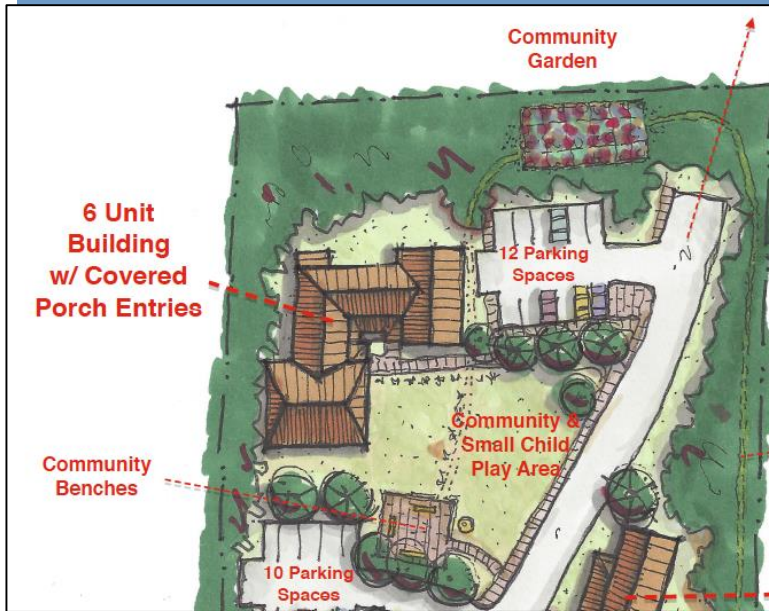 Community
Garden
6 Unit
Building
w/ Covered
Porch Entries
12 Parking
Spaces
Community &
Small Child
Play Area
Community
Benches
10 Parking
Spaces